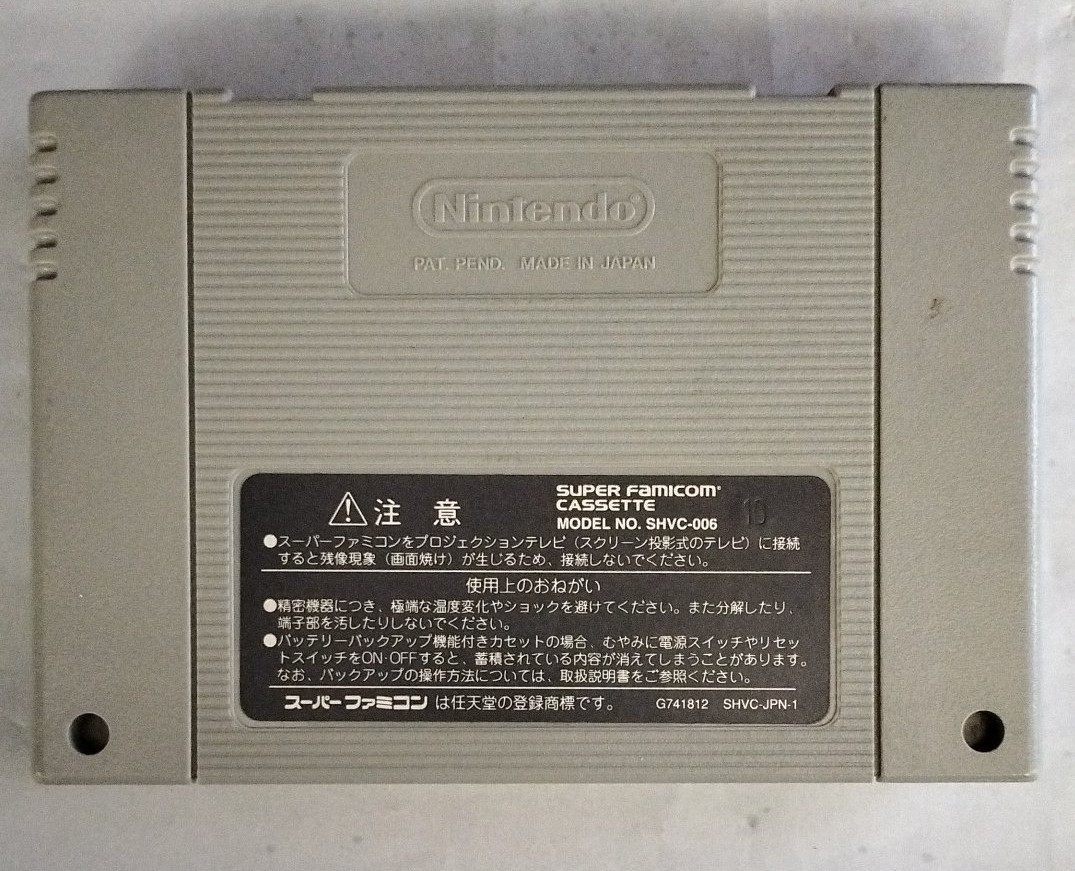 Nintendo®
PAT. PEND. MADE IN JAPAN
⚠注 意
SUPER FAMICOM®
CASSETTE
MODEL NO. SHVC-006
10
●スーパーファミコンをプロジェクションテレビ（スクリーン投影式のテレビ）に接続
すると残像現象（画面焼け）が生じるため、接続しないでください。
使用上のおねがい
●精密機器につき、極端な温度変化やショックを避けてください。また分解したり、
端子部を汚したりしないでください。
●バッテリーバックアップ機能付きカセットの場合、むやみに電源スイッチやリセッ
トスイッチをON·OFFすると、蓄積されている内容が消えてしまうことがあります。
なお、バックアップの操作方法については、取扱説明書をご参照ください。
スーパーファミコン は任天堂の登録商標です。 G741812 SHVC-JPN-1